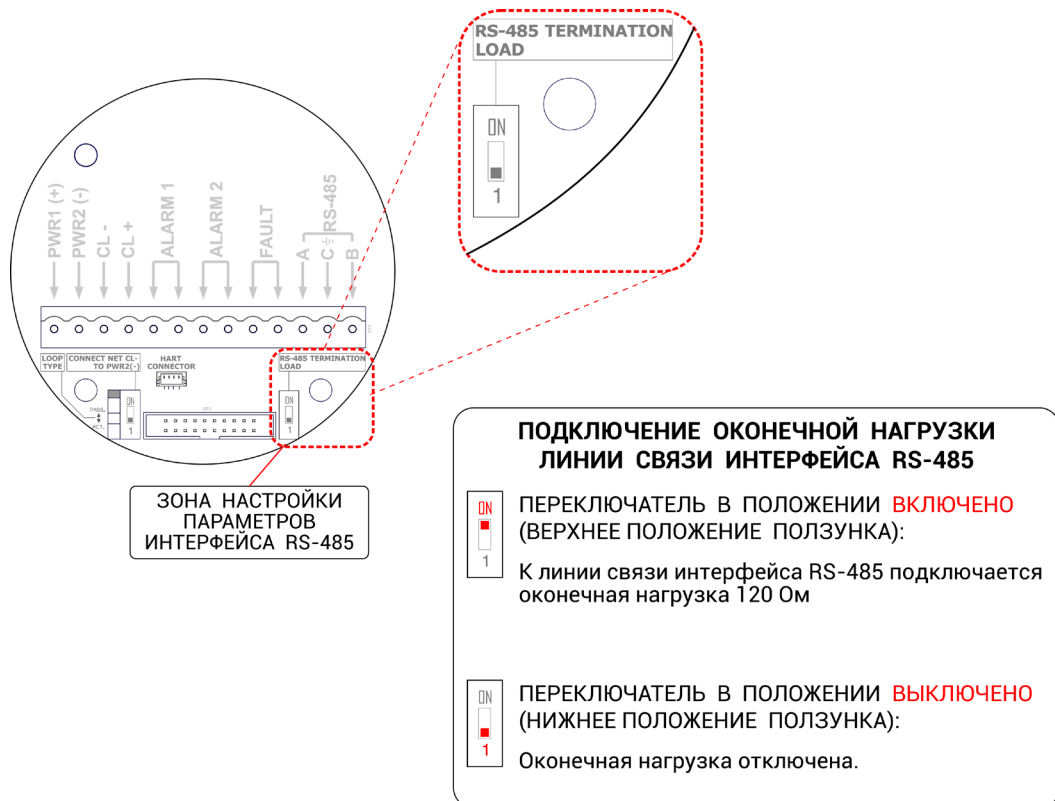 RS-485 TERMINATION
LOAD
ON
1
PWR1 (+)
PWR2 (-)
CL -
CL +
ALARM 1
ALARM 2
FAULT
A
C
B
RS-485
LOOP
TYPE
CONNECT NET CL-
TO PWR2(-)
HART
CONNECTOR
RS-485 TERMINATION
LOAD
PASS.
ACT.
ON
1
XP2
ON
1
ЗОНА НАСТРОЙКИ
ПАРАМЕТРОВ
ИНТЕРФЕЙСА RS-485
ПОДКЛЮЧЕНИЕ ОКОНЕЧНОЙ НАГРУЗКИ
ЛИНИИ СВЯЗИ ИНТЕРФЕЙСА RS-485
ON
1
ПЕРЕКЛЮЧАТЕЛЬ В ПОЛОЖЕНИИ ВКЛЮЧЕНО
(ВЕРХНЕЕ ПОЛОЖЕНИЕ ПОЛЗУНКА):
К линии связи интерфейса RS-485 подключается
оконечная нагрузка 120 Ом
ON
1
ПЕРЕКЛЮЧАТЕЛЬ В ПОЛОЖЕНИИ ВЫКЛЮЧЕНО
(НИЖНЕЕ ПОЛОЖЕНИЕ ПОЛЗУНКА):
Оконечная нагрузка отключена.